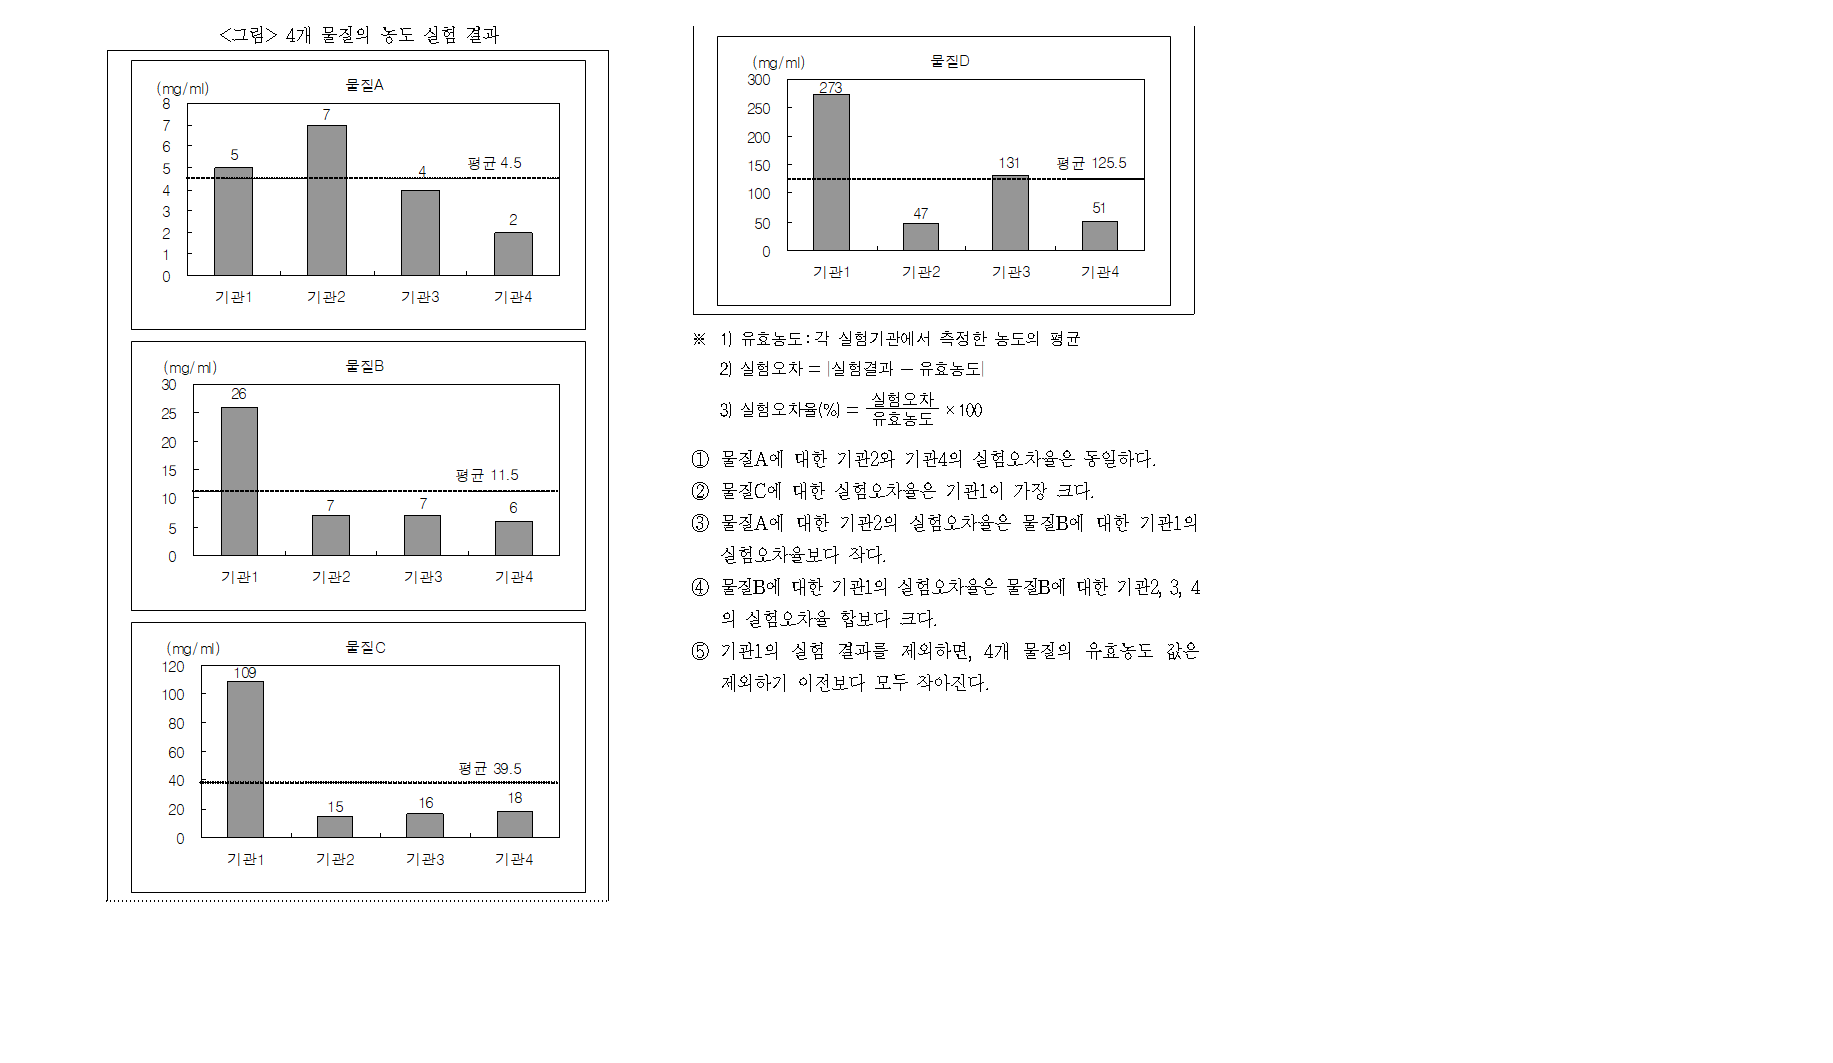 <그림> 4개 물질의 농도 실험 결과
물질A
(mg/ml)
8
7
6
5
4
3
2
1
0
5
7
4
2
평균 4.5
기관1 기관2 기관3 기관4
물질B
(mg/ml)
30
25
20
15
10
5
0
26
7
7
6
평균 11.5
기관1 기관2 기관3 기관4
물질C
(mg/ml)
120
100
80
60
40
20
0
109
15
16
18
평균 39.5
기관1 기관2 기관3 기관4
물질D
(mg/ml)
300
250
200
150
100
50
0
273
47
131
51
평균 125.5
기관1 기관2 기관3 기관4
※ 1) 유효농도 : 각 실험기관에서 측정한 농도의 평균
2) 실험오차 = |실험결과 − 유효농도|
3) 실험오차율(%) = 실험오차/유효농도 × 100
① 물질A에 대한 기관2와 기관4의 실험오차율은 동일하다.
② 물질C에 대한 실험오차율은 기관1이 가장 크다.
③ 물질A에 대한 기관2의 실험오차율은 물질B에 대한 기관1의
실험오차율보다 작다.
④ 물질B에 대한 기관1의 실험오차율은 물질B에 대한 기관2, 3, 4
의 실험오차율 합보다 크다.
⑤ 기관1의 실험 결과를 제외하면, 4개 물질의 유효농도 값은
제외하기 이전보다 모두 작아진다.